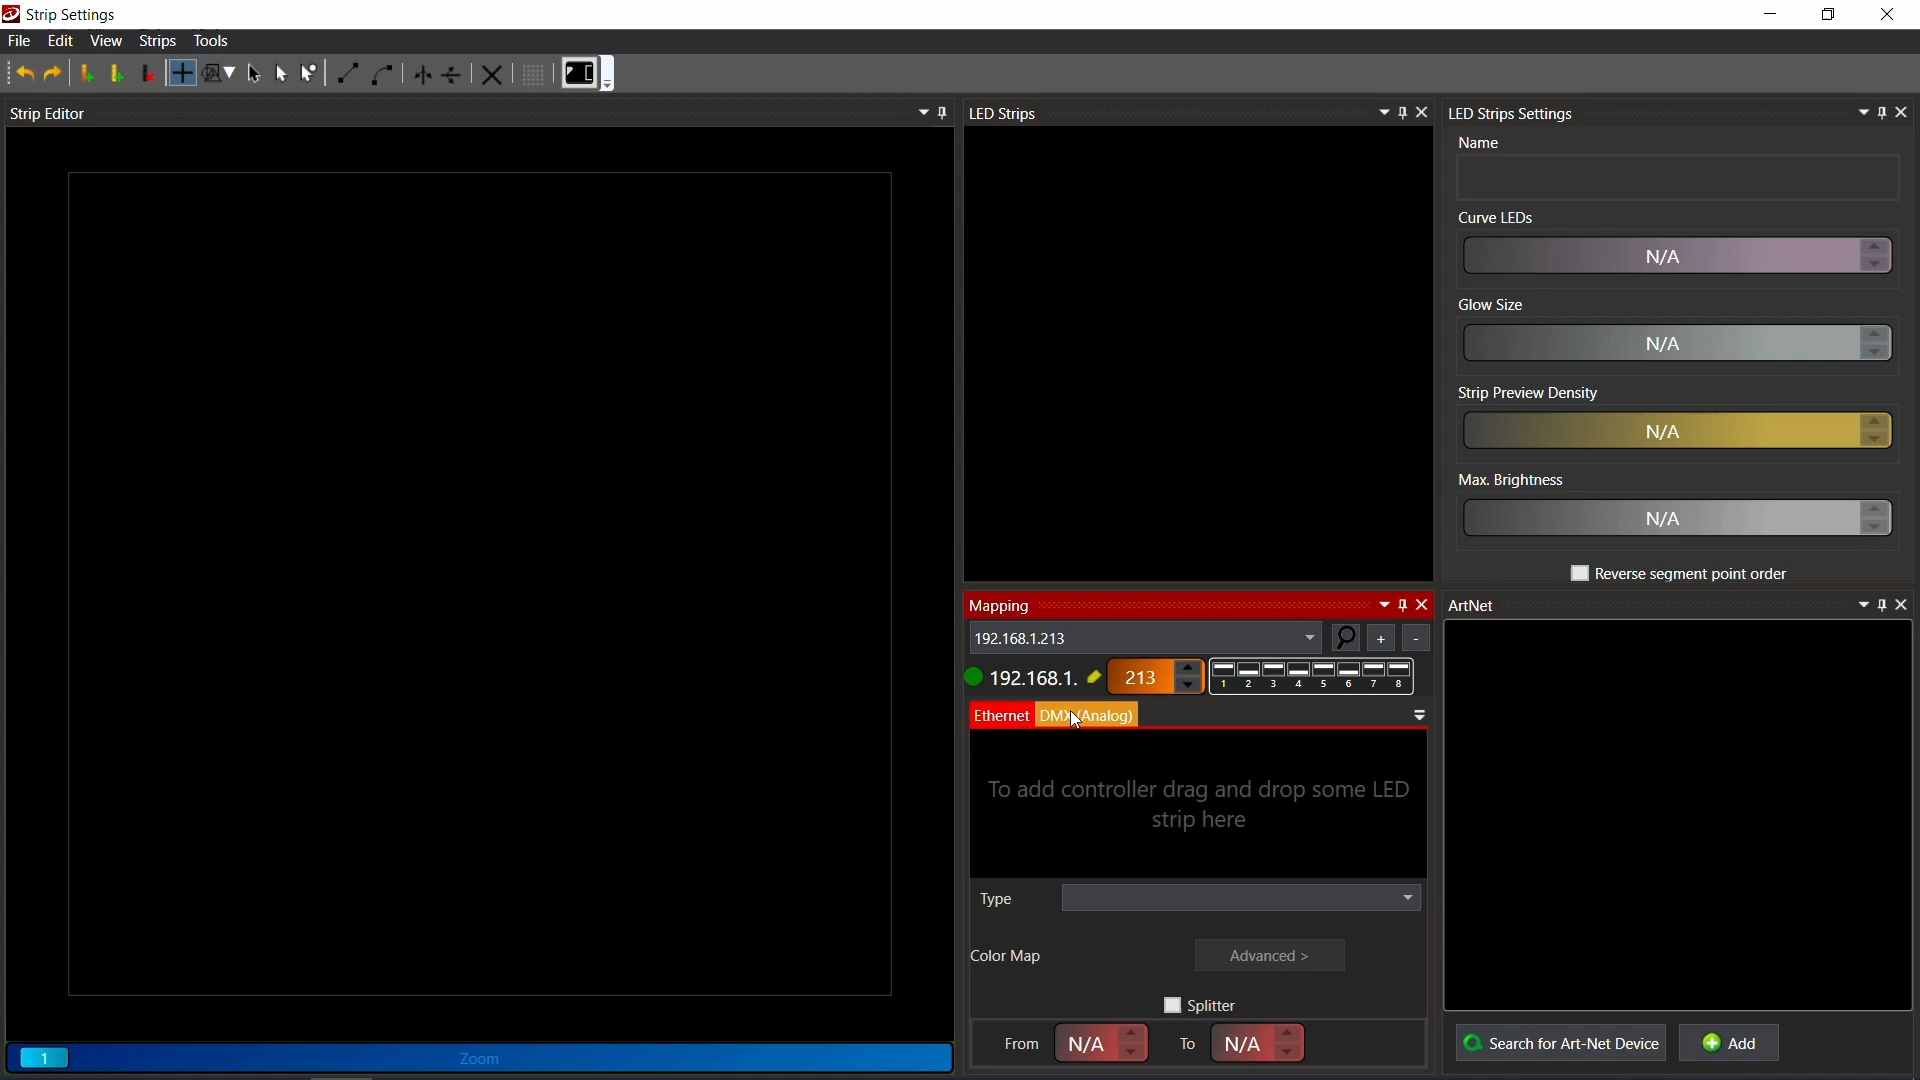 Strip Settings
File Edit View Strips Tools
Strip Editor
1 Zoom
LED Strips
Mapping
192.168.1.213
+ -
192.168.1. 213
1 2 3 4 5 6 7 8
Ethernet DMX (Analog)
To add controller drag and drop some LED
strip here
Type
Color Map Advanced >
Splitter
From N/A To N/A
LED Strips Settings
Name
Curve LEDs
N/A
Glow Size
N/A
Strip Preview Density
N/A
Max. Brightness
N/A
Reverse segment point order
ArtNet
Search for Art-Net Device Add